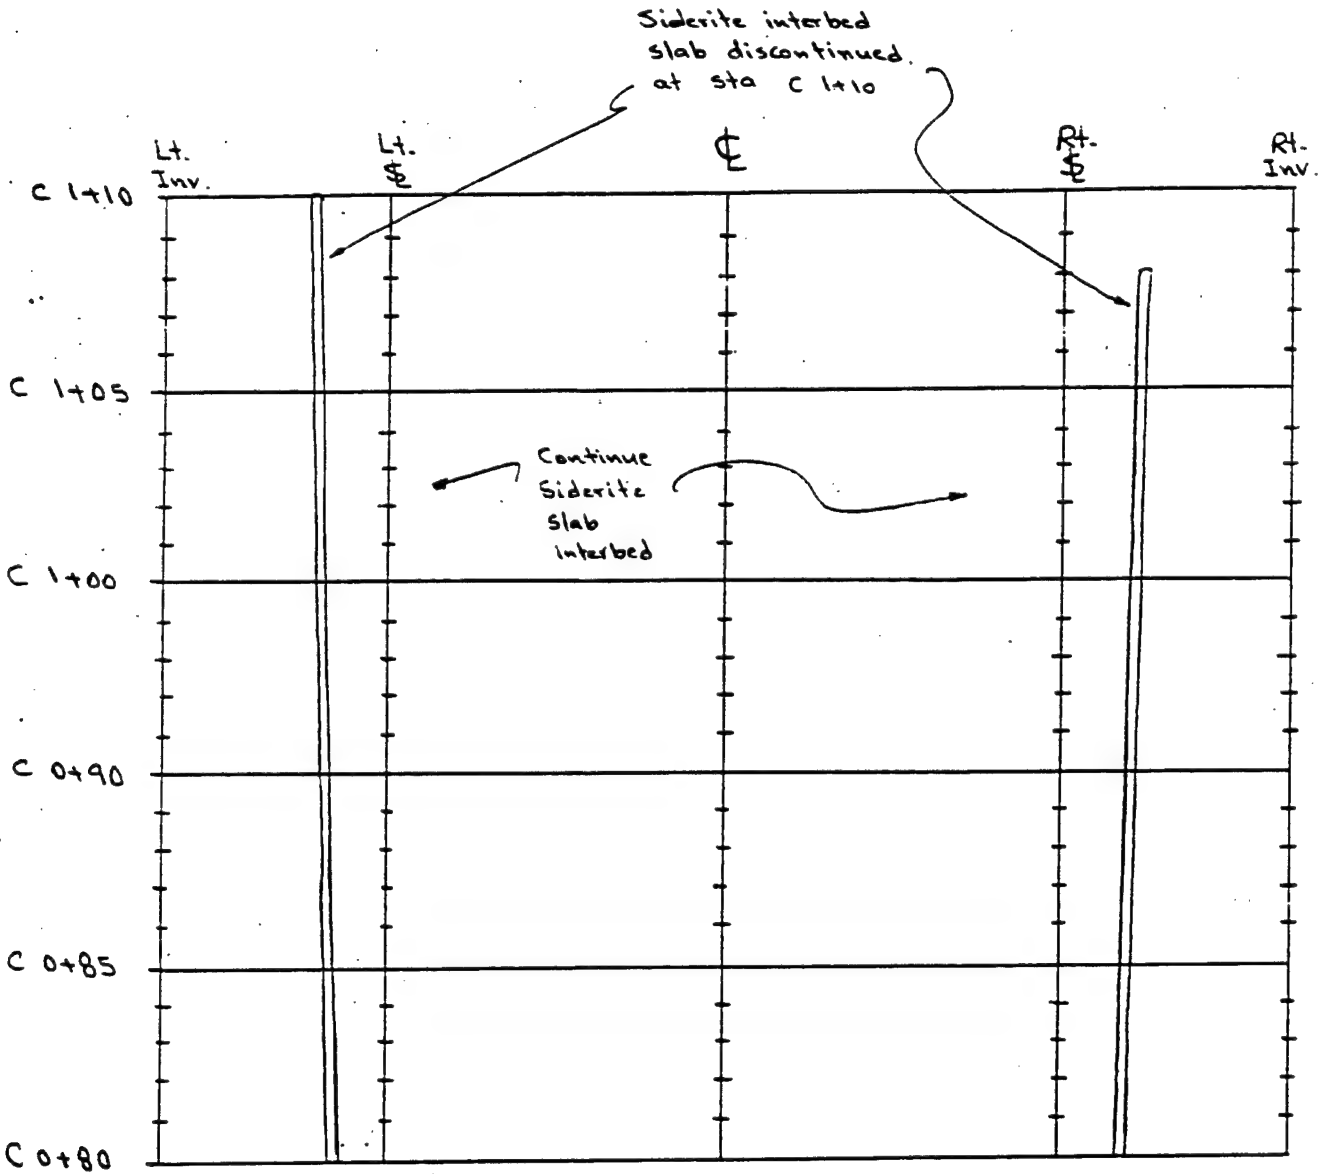 Siderite interbed
slab discontinued.
at sta C 1+10
Lt.
Inv.
Lt.
℄
Rt.
Rt.
Inv.
C 1+10
C 1+05
Continue
Siderite
slab
interbed
C 1+00
C 0+90
C 0+85
C 0+80